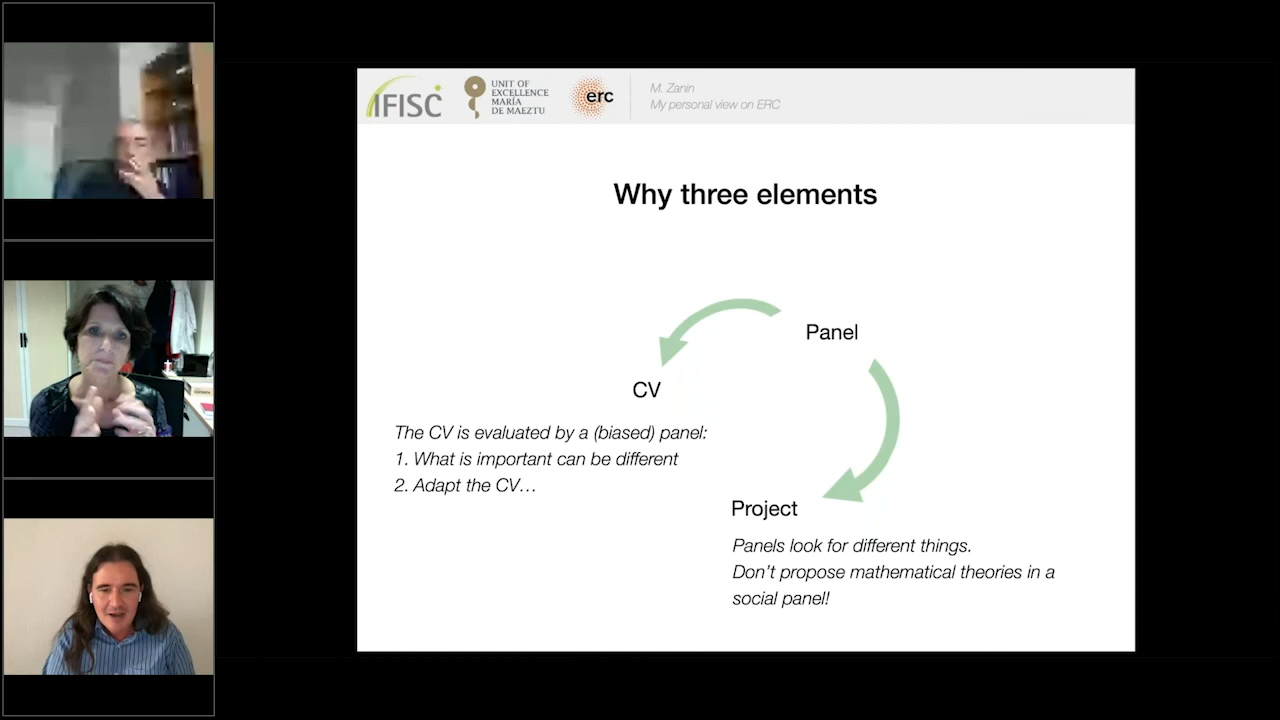 IFISC
UNIT OF
EXCELLENCE
MARÍA
DE MAEZTU
erc
M. Zanin
My personal view on ERC
Why three elements
Panel
CV
The CV is evaluated by a (biased) panel:
1. What is important can be different
2. Adapt the CV…
Project
Panels look for different things.
Don't propose mathematical theories in a
social panel!